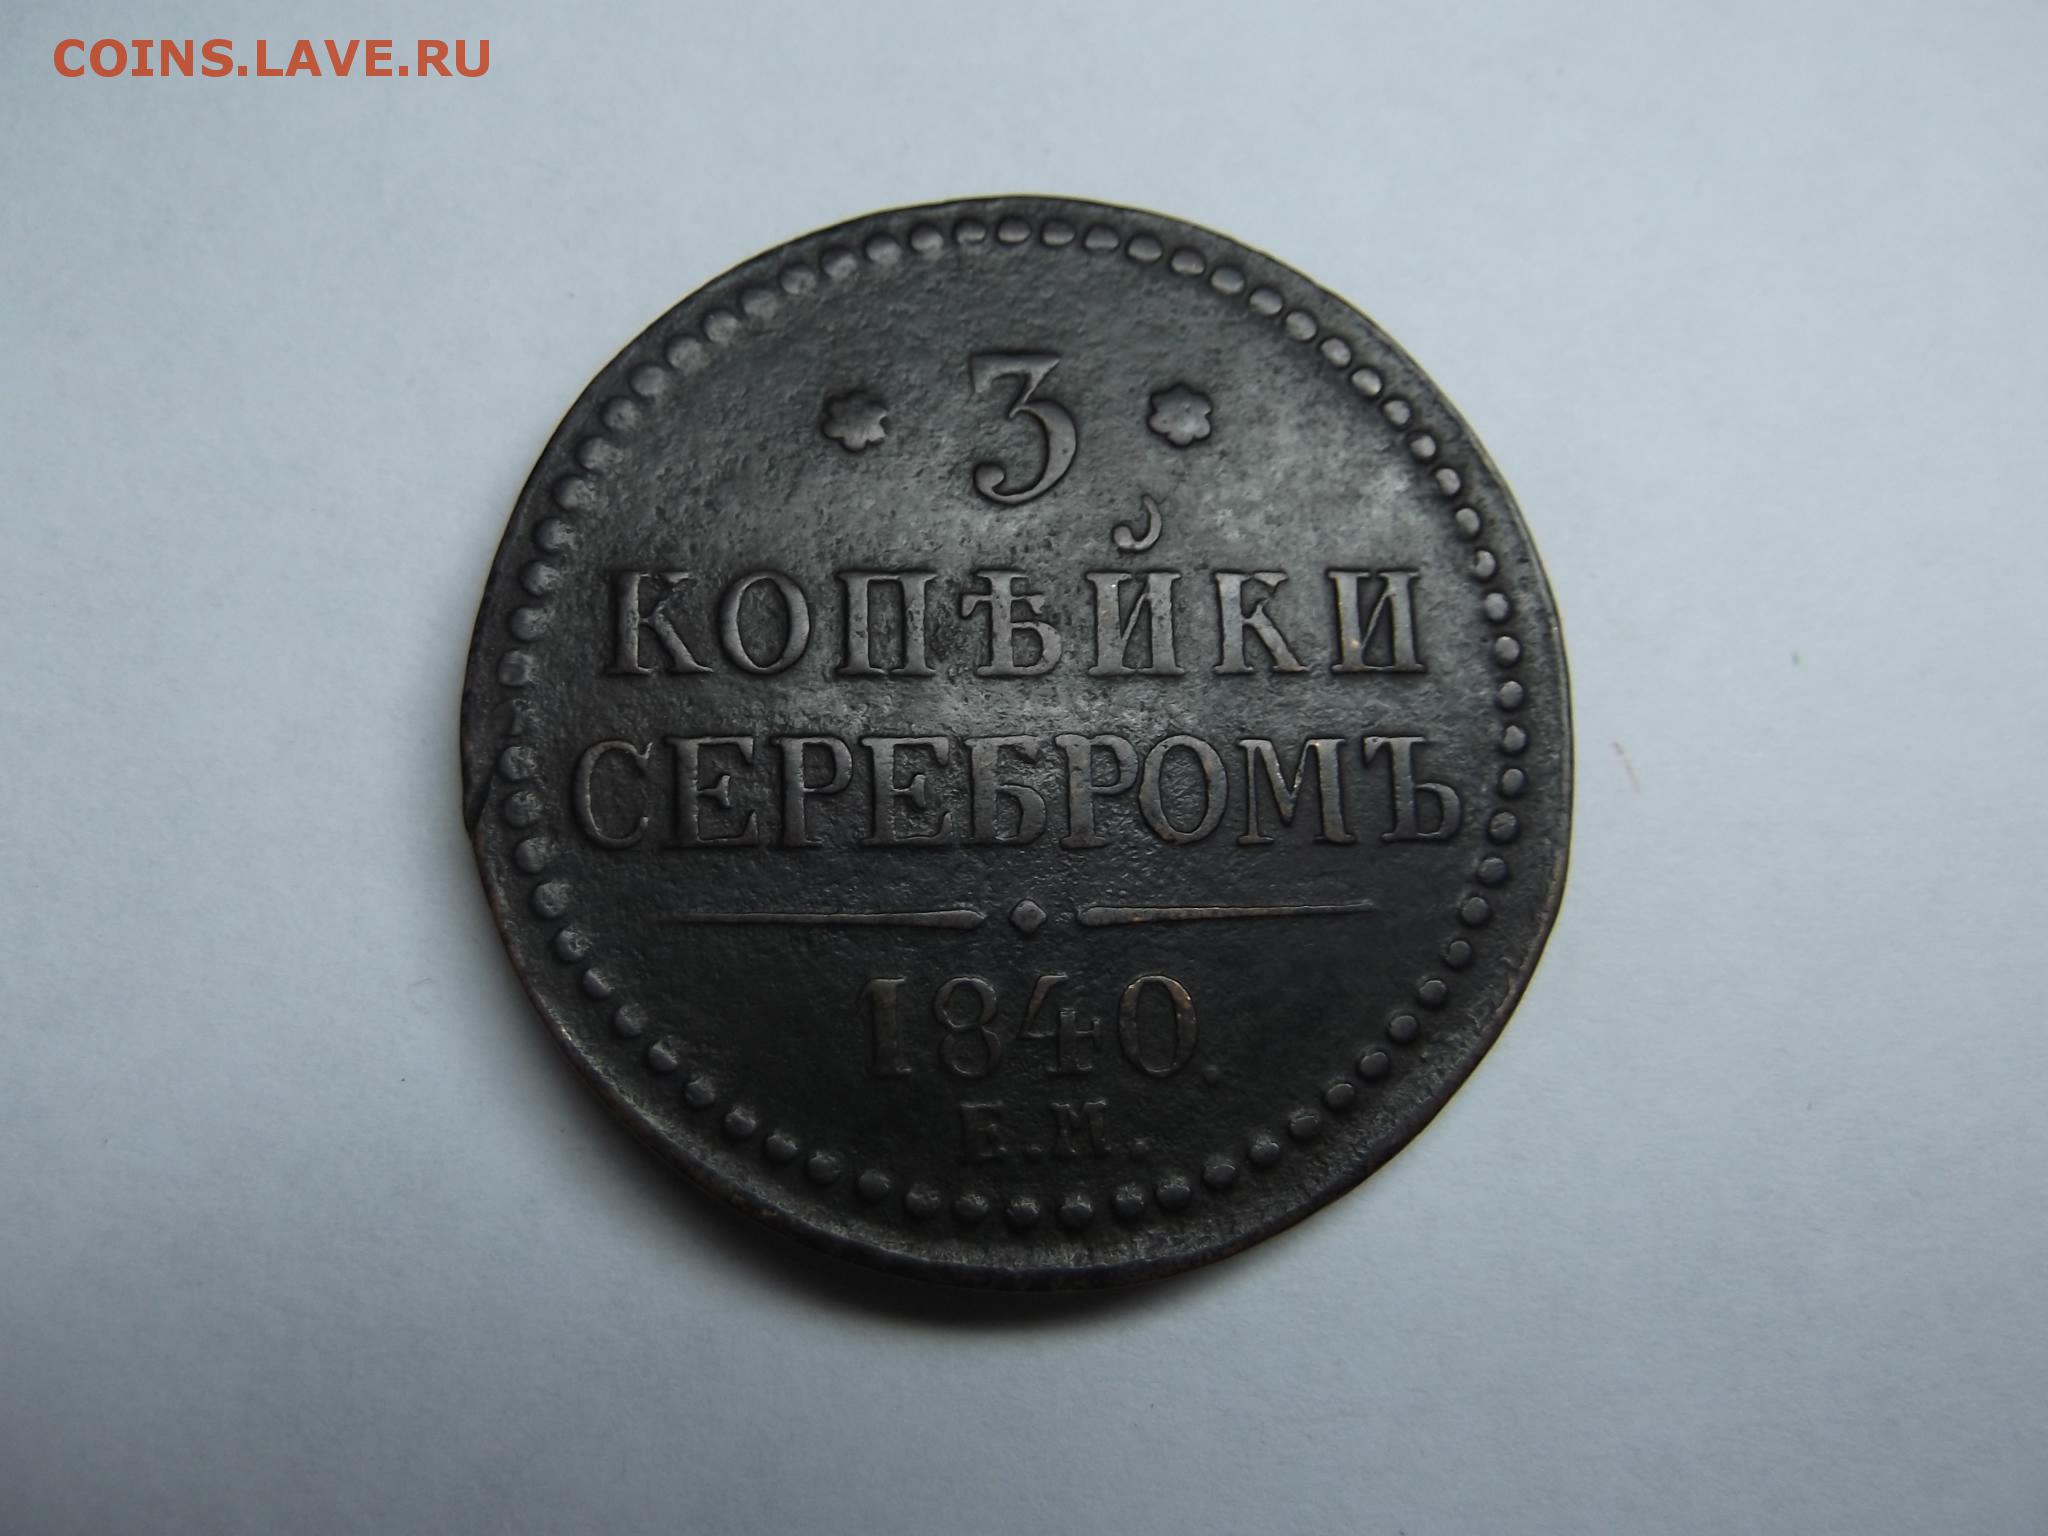 COINS.LAVE.RU
* 3 *
КОПѢЙКИ
СЕРЕБРОМЪ
1840.
Е.М.